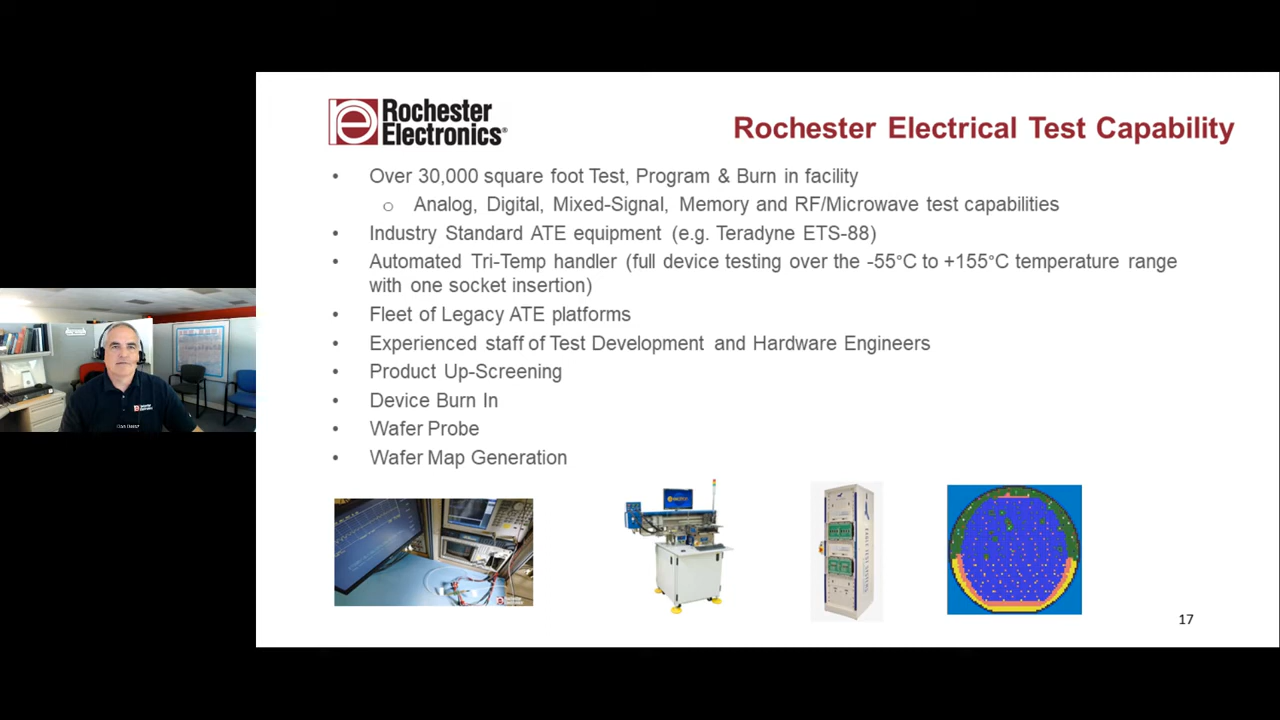 Rochester
Electronics®
Rochester Electrical Test Capability
• Over 30,000 square foot Test, Program & Burn in facility
o Analog, Digital, Mixed-Signal, Memory and RF/Microwave test capabilities
• Industry Standard ATE equipment (e.g. Teradyne ETS-88)
• Automated Tri-Temp handler (full device testing over the -55°C to +155°C temperature range
with one socket insertion)
• Fleet of Legacy ATE platforms
• Experienced staff of Test Development and Hardware Engineers
• Product Up-Screening
• Device Burn In
• Wafer Probe
• Wafer Map Generation
EAGLE TEST SYSTEMS
17